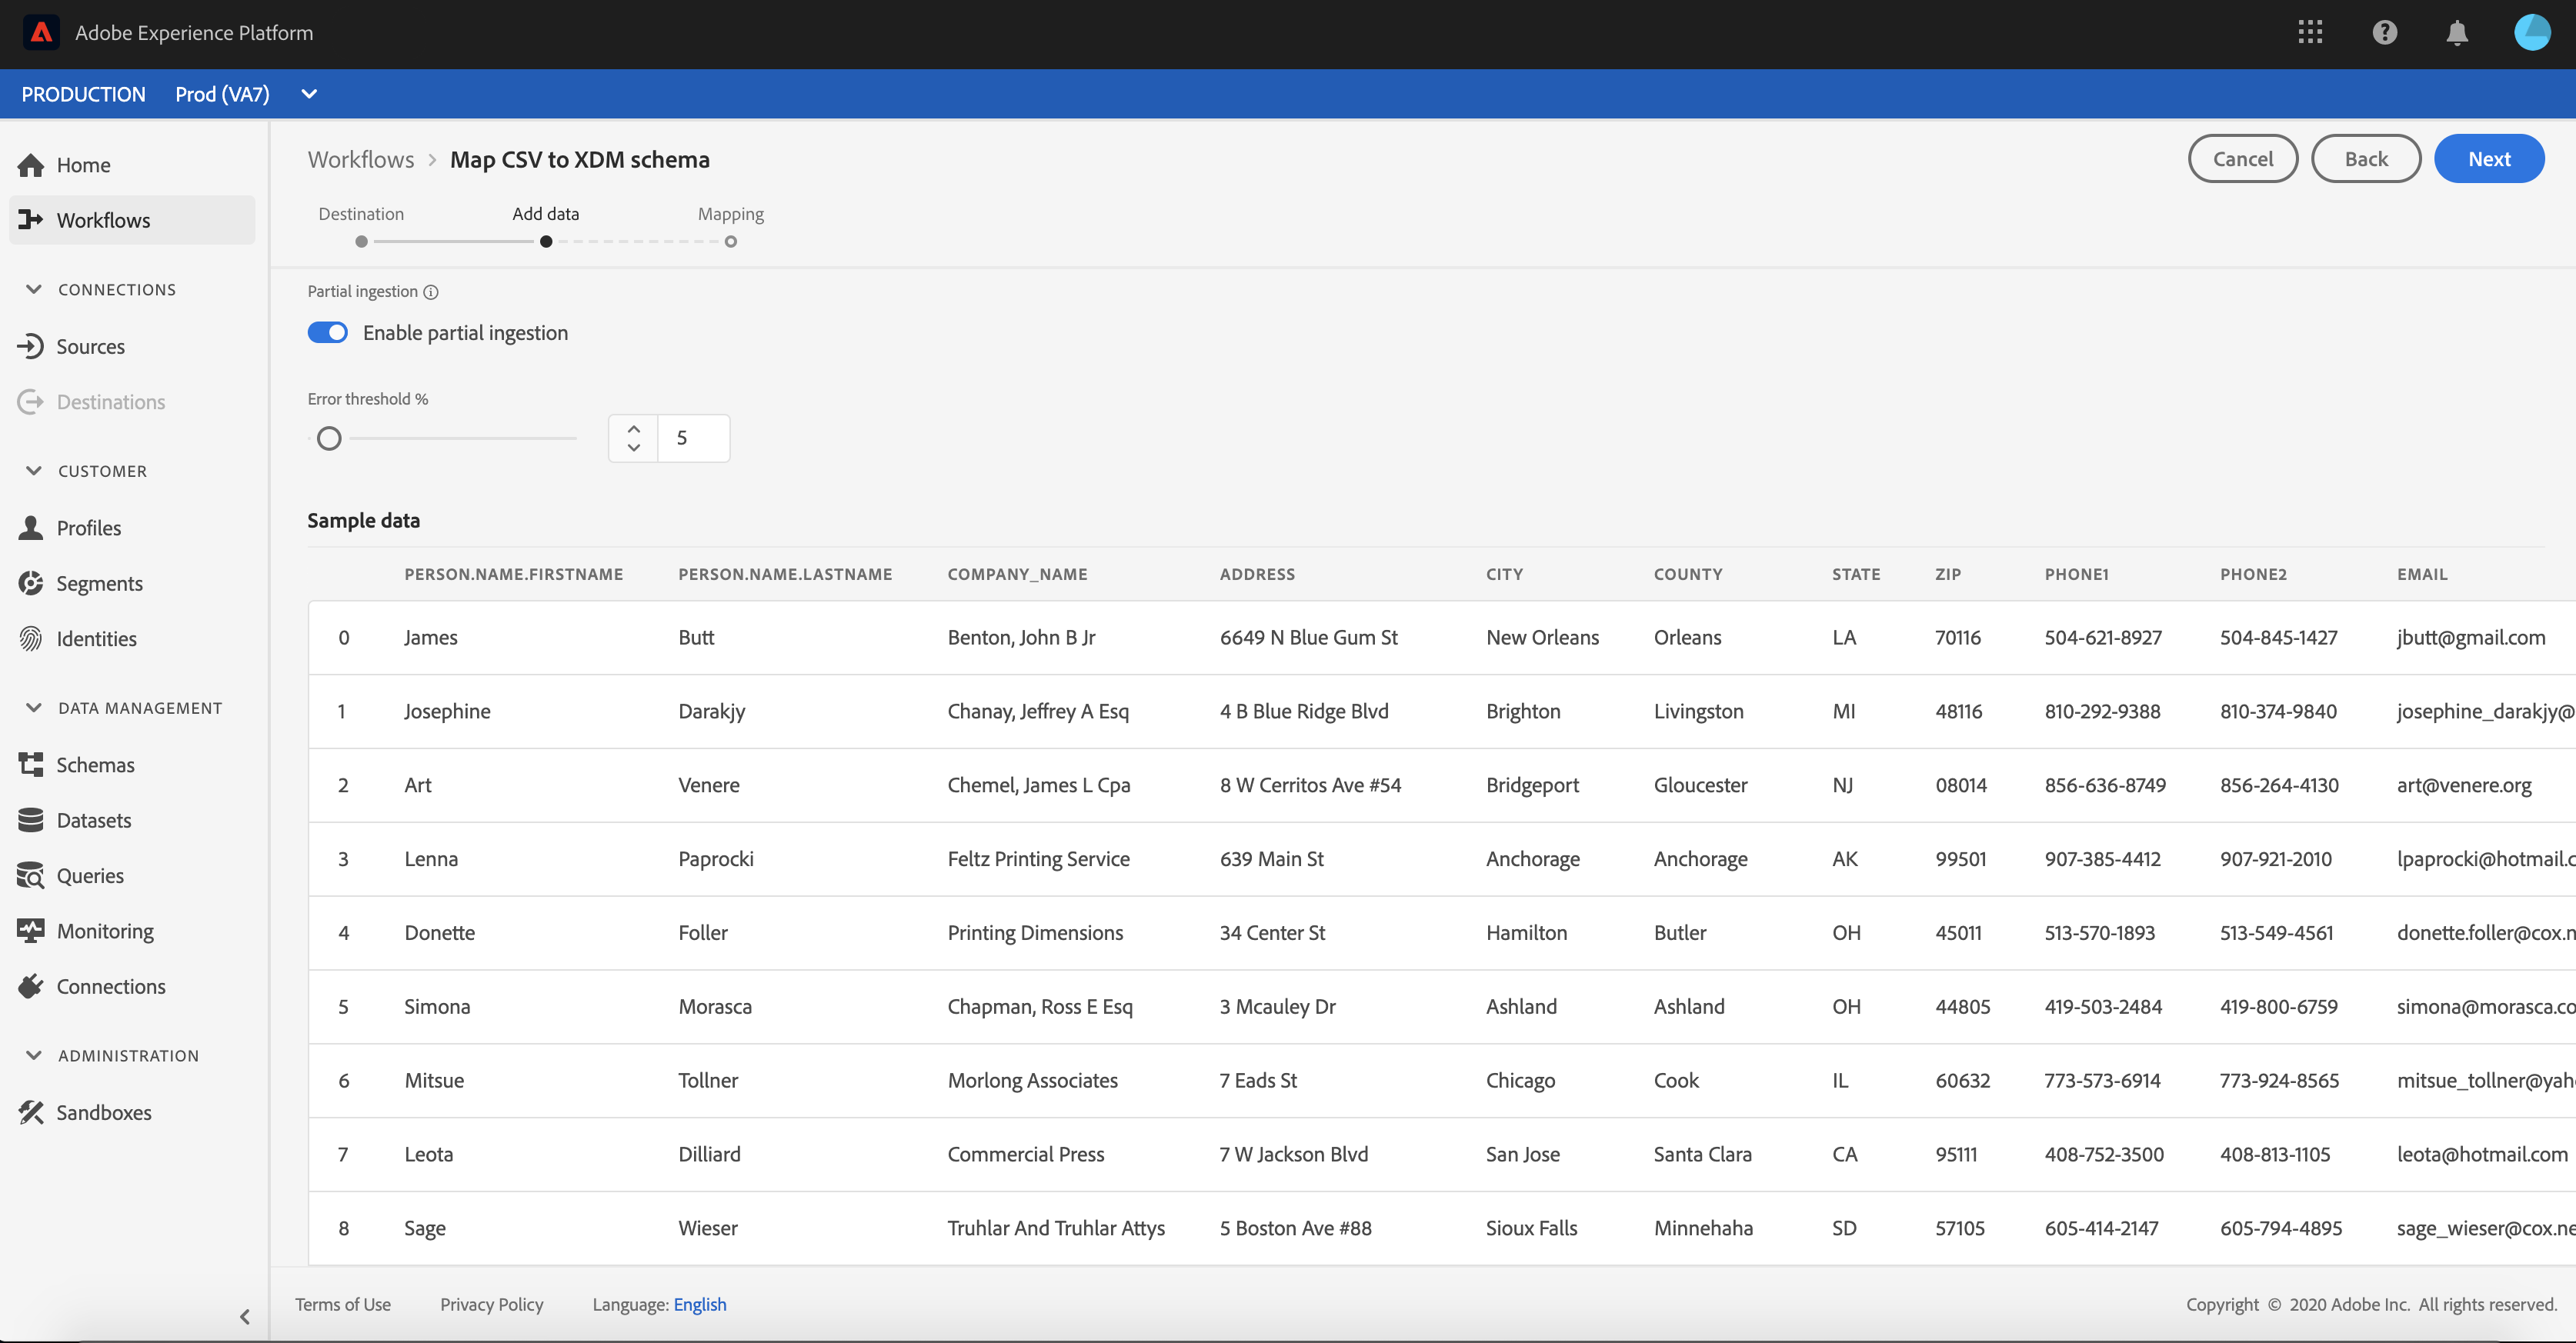 Adobe Experience Platform
PRODUCTION Prod (VA7)
Home
Workflows
CONNECTIONS
Sources
Destinations
CUSTOMER
Profiles
Segments
Identities
DATA MANAGEMENT
Schemas
Datasets
Queries
Monitoring
Connections
ADMINISTRATION
Sandboxes
Workflows > Map CSV to XDM schema
Cancel Back Next
Destination Add data Mapping
Partial ingestion
Enable partial ingestion
Error threshold %
5
Sample data
PERSON.NAME.FIRSTNAME PERSON.NAME.LASTNAME COMPANY_NAME ADDRESS CITY COUNTY STATE ZIP PHONE1 PHONE2 EMAIL
0 James Butt Benton, John B Jr 6649 N Blue Gum St New Orleans Orleans LA 70116 504-621-8927 504-845-1427 jbutt@gmail.com
1 Josephine Darakjy Chanay, Jeffrey A Esq 4 B Blue Ridge Blvd Brighton Livingston MI 48116 810-292-9388 810-374-9840 josephine_darakjy@
2 Art Venere Chemel, James L Cpa 8 W Cerritos Ave #54 Bridgeport Gloucester NJ 08014 856-636-8749 856-264-4130 art@venere.org
3 Lenna Paprocki Feltz Printing Service 639 Main St Anchorage Anchorage AK 99501 907-385-4412 907-921-2010 lpaprocki@hotmail.c
4 Donette Foller Printing Dimensions 34 Center St Hamilton Butler OH 45011 513-570-1893 513-549-4561 donette.foller@cox.n
5 Simona Morasca Chapman, Ross E Esq 3 Mcauley Dr Ashland Ashland OH 44805 419-503-2484 419-800-6759 simona@morasca.co
6 Mitsue Tollner Morlong Associates 7 Eads St Chicago Cook IL 60632 773-573-6914 773-924-8565 mitsue_tollner@yah
7 Leota Dilliard Commercial Press 7 W Jackson Blvd San Jose Santa Clara CA 95111 408-752-3500 408-813-1105 leota@hotmail.com
8 Sage Wieser Truhlar And Truhlar Attys 5 Boston Ave #88 Sioux Falls Minnehaha SD 57105 605-414-2147 605-794-4895 sage_wieser@cox.ne
Terms of Use Privacy Policy Language: English Copyright © 2020 Adobe Inc. All rights reserved.